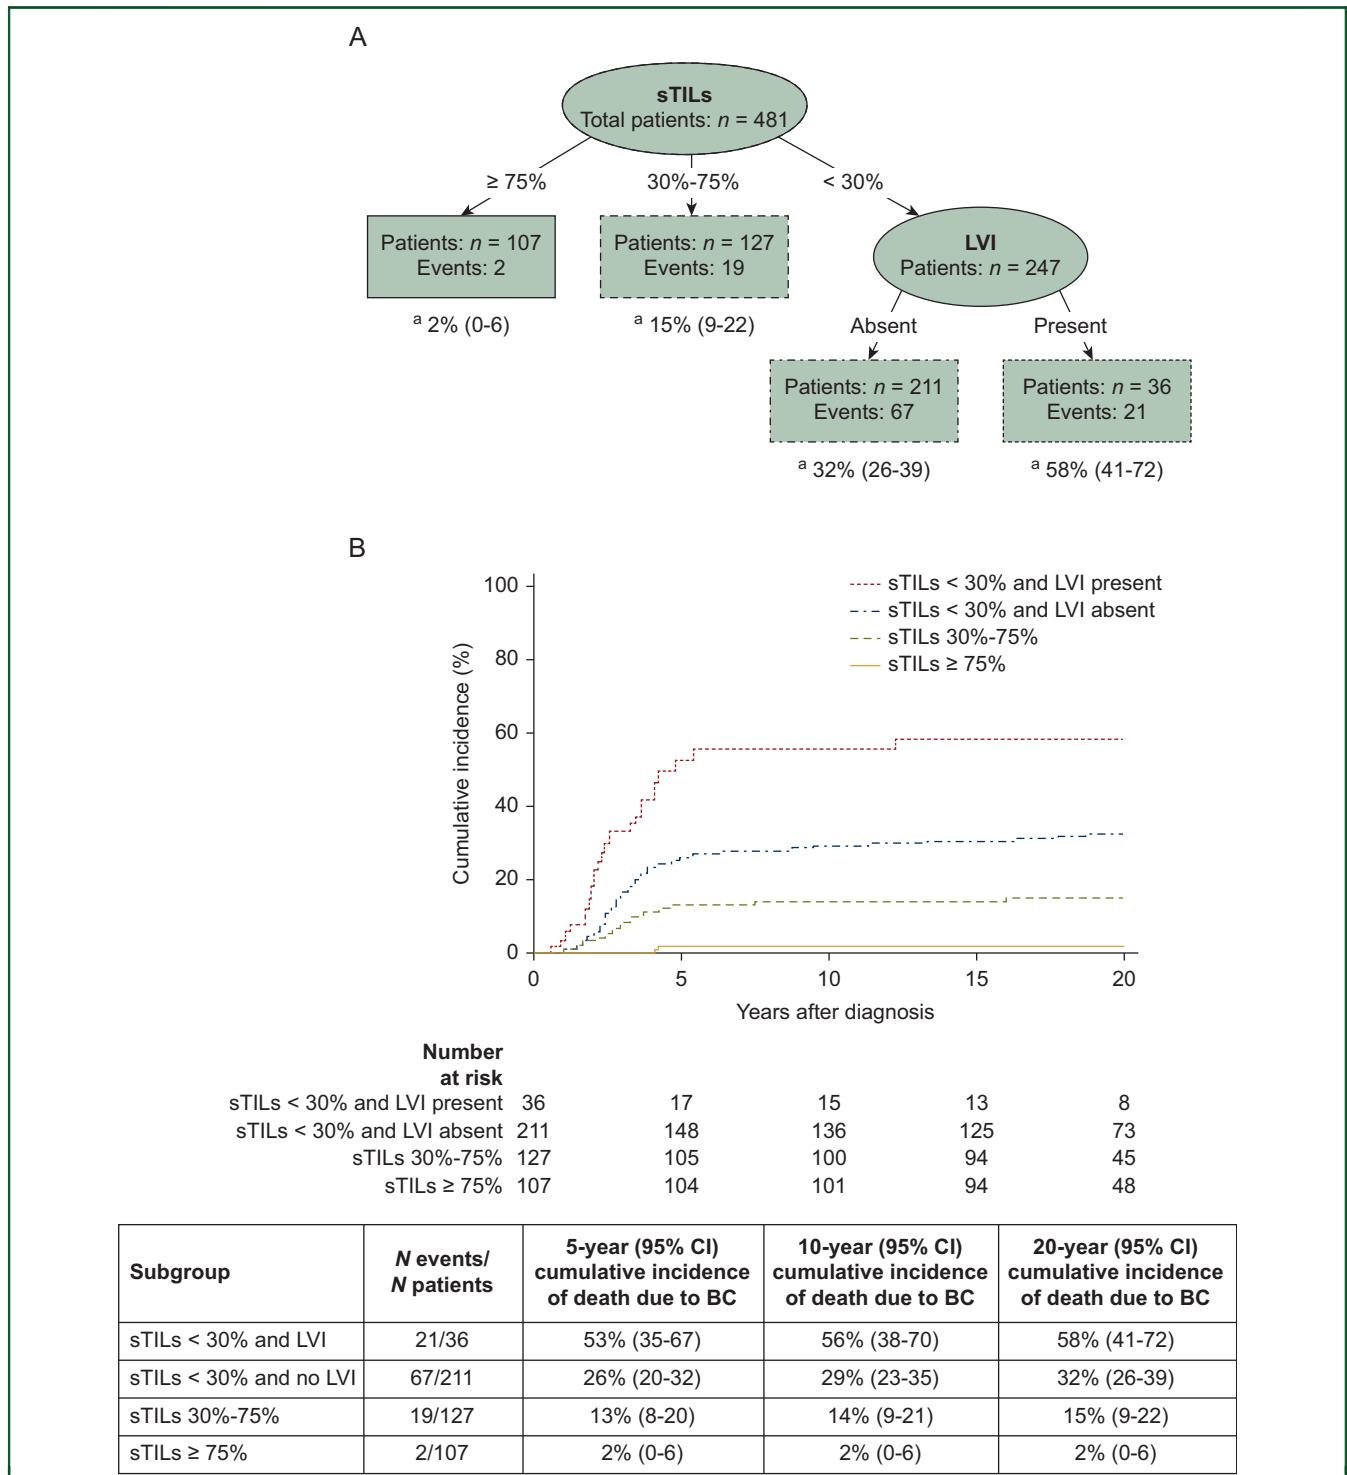 A
sTILs
Total patients: n = 481
≥ 75%
30%-75%
< 30%
Patients: n = 107
Events: 2
Patients: n = 127
Events: 19
LVI
Patients: n = 247
a 2% (0-6)
a 15% (9-22)
Absent
Present
Patients: n = 211
Events: 67
Patients: n = 36
Events: 21
a 32% (26-39)
a 58% (41-72)
B
Cumulative incidence (%)
100
80
60
40
20
0
sTILs < 30% and LVI present
sTILs < 30% and LVI absent
sTILs 30%-75%
sTILs ≥ 75%
0 5 10 15 20
Years after diagnosis
Number
at risk
sTILs < 30% and LVI present 36 17 15 13 8
sTILs < 30% and LVI absent 211 148 136 125 73
sTILs 30%-75% 127 105 100 94 45
sTILs ≥ 75% 107 104 101 94 48
Subgroup
N events/
N patients
5-year (95% CI)
cumulative incidence
of death due to BC
10-year (95% CI)
cumulative incidence
of death due to BC
20-year (95% CI)
cumulative incidence
of death due to BC
sTILs < 30% and LVI 21/36 53% (35-67) 56% (38-70) 58% (41-72)
sTILs < 30% and no LVI 67/211 26% (20-32) 29% (23-35) 32% (26-39)
sTILs 30%-75% 19/127 13% (8-20) 14% (9-21) 15% (9-22)
sTILs ≥ 75% 2/107 2% (0-6) 2% (0-6) 2% (0-6)